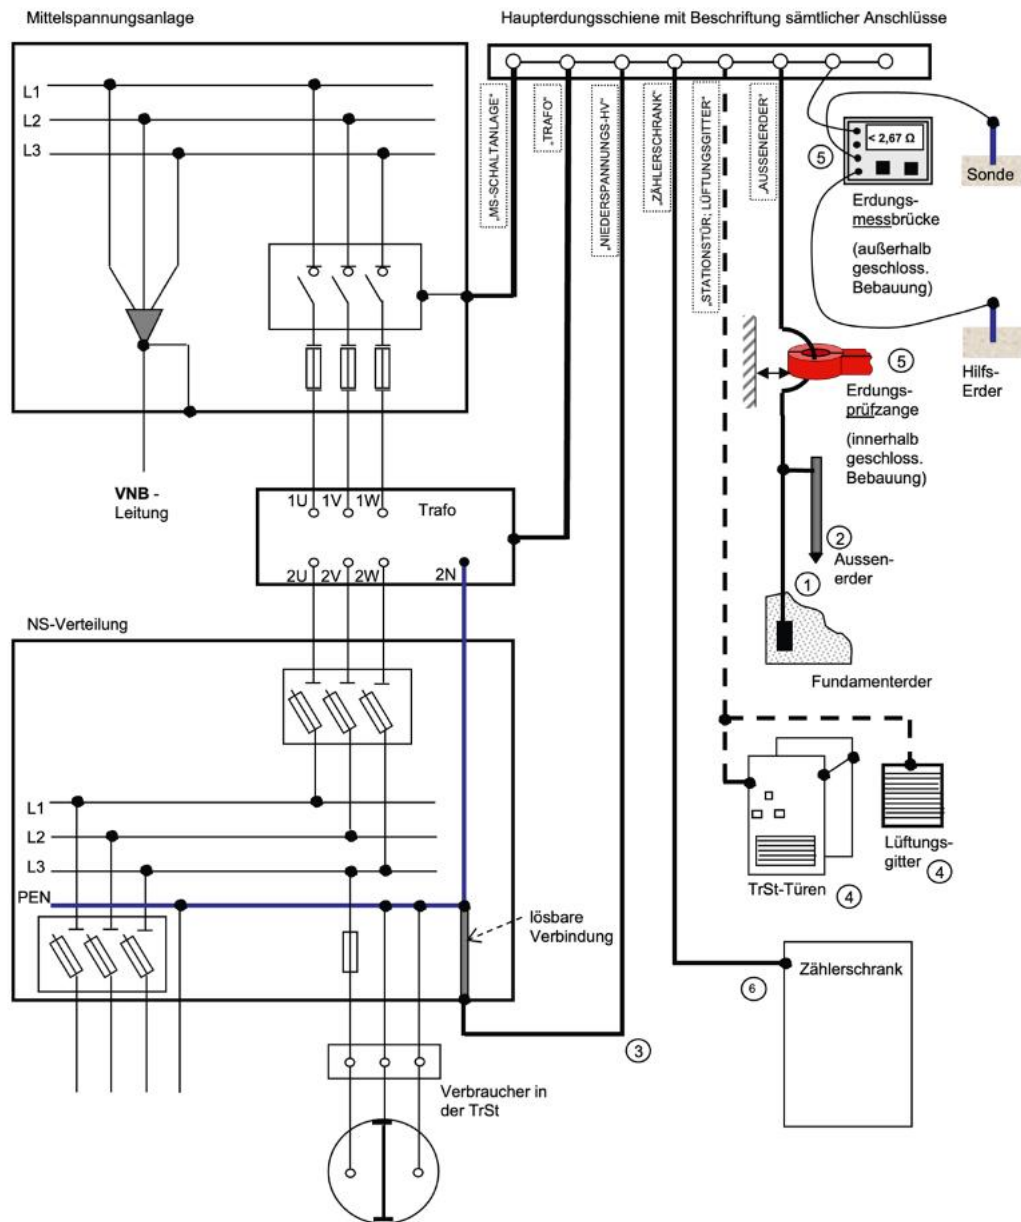 Mittelspannungsanlage
Haupterdungsschiene mit Beschriftung sämtlicher Anschlüsse
L1
L2
L3
„MS-SCHALTANLAGE“
„TRAFO“
„NIEDERSPANNUNGS-HV“
„ZÄHLERSCHRANK“
„STATIONSTÜR; LÜFTUNGSGITTER“
„AUSSENERDER“
5
< 2,67 Ω
Erdungs-
messbrücke
(außerhalb
geschloss.
Bebauung)
Sonde
Hilfs-
Erder
5
Erdungs-
prüfzange
(innerhalb
geschloss.
Bebauung)
VNB -
Leitung
1U 1V 1W
Trafo
2U 2V 2W 2N
2
Aussen-
erder
1
Fundamenterder
NS-Verteilung
L1
L2
L3
PEN
lösbare
Verbindung
TrSt-Türen
4
Lüftungs-
gitter
4
Zählerschrank
6
3
Verbraucher in
der TrSt